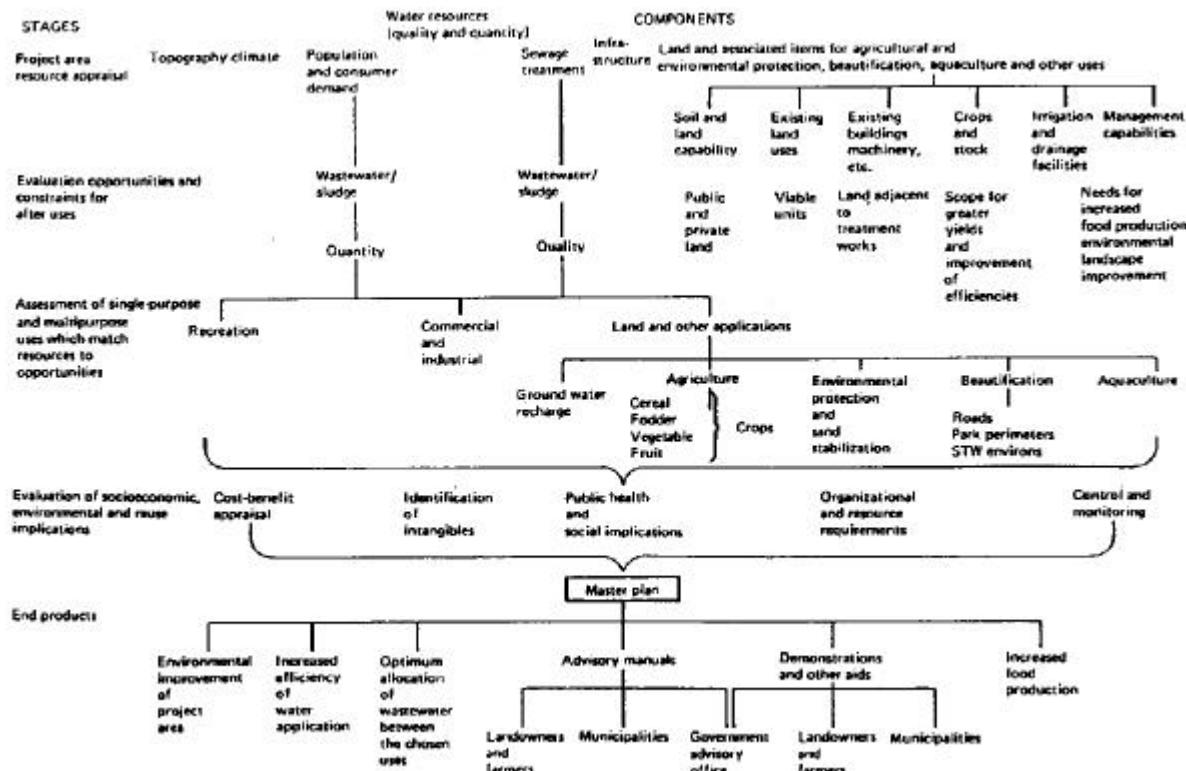 STAGES
COMPONENTS
Water resources
(quality and quantity)
Project area
resource appraisal
Topography climate
Population
and consumer
demand
Sewage
treatment
Infra-
structure
Land and associated items for agricultural and
environmental protection, beautification, aquaculture and other uses
Soil and
land
capability
Existing
land
uses
Existing
buildings
machinery,
etc.
Crops
and
stock
Irrigation
and
drainage
facilities
Management
capabilities
Evaluation opportunities and
constraints for
after uses
Wastewater/
sludge
Wastewater/
sludge
Public
and
private
land
Viable
units
Land adjacent
to
treatment
works
Scope for
greater
yields
and
improvement
of
efficiencies
Needs for
increased
food production
environmental
landscape
improvement
Quantity
Quality
Assessment of single-purpose
and multipurpose
uses which match
resources to
opportunities
Recreation
Commercial
and
industrial
Land and other applications
Ground water
recharge
Agriculture
Cereal
Fodder
Vegetable
Fruit
Crops
Environmental
protection
and
sand
stabilization
Beautification
Roads
Park perimeters
STW environs
Aquaculture
Evaluation of socioeconomic,
environmental and reuse
implications
Cost-benefit
appraisal
Identification
of
intangibles
Public health
and
social implications
Organizational
and resource
requirements
Control and
monitoring
Master plan
End products
Environmental
improvement
of
project
area
Increased
efficiency
of
water
application
Optimum
allocation
of
wastewater
between
the chosen
uses
Advisory manuals
Demonstrations
and other aids
Increased
food
production
Landowners
and
farmers
Municipalities
Government
advisory
office
Landowners
and
farmers
Municipalities